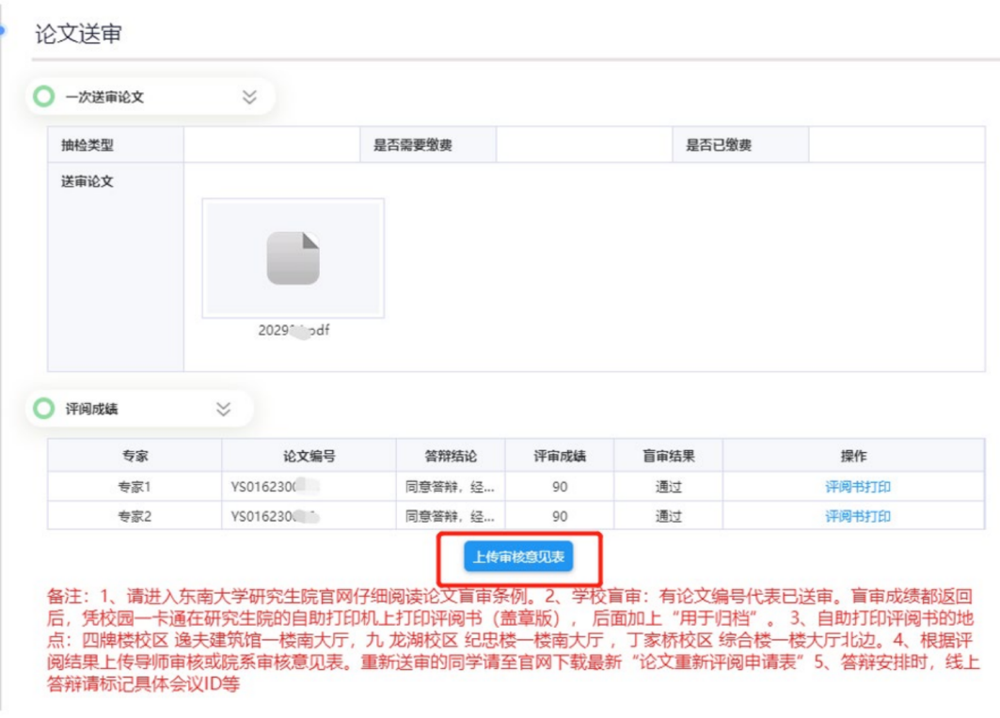 论文送审
一次送审论文
抽检类型 是否需要缴费 是否已缴费
送审论文
2029 pdf
评阅成绩
专家 论文编号 答辩结论 评审成绩 盲审结果 操作
专家1 YS016230 同意答辩，经... 90 通过 评阅书打印
专家2 YS016230 同意答辩，经... 90 通过 评阅书打印
上传审核意见表
备注：1、请进入东南大学研究生院官网仔细阅读论文盲审条例。2、学校盲审：有论文编号代表已送审。盲审成绩都返回
后，凭校园一卡通在研究生院的自助打印机上打印评阅书（盖章版），后面加上“用于归档”。3、自助打印评阅书的地
点：四牌楼校区 逸夫建筑馆一楼南大厅，九 龙湖校区 纪忠楼一楼南大厅，丁家桥校区 综合楼一楼大厅北边。4、根据评
阅结果上传导师审核或院系审核意见表。重新送审的同学请至官网下载最新“论文重新评阅申请表”5、答辩安排时，线上
答辩请标记具体会议ID等